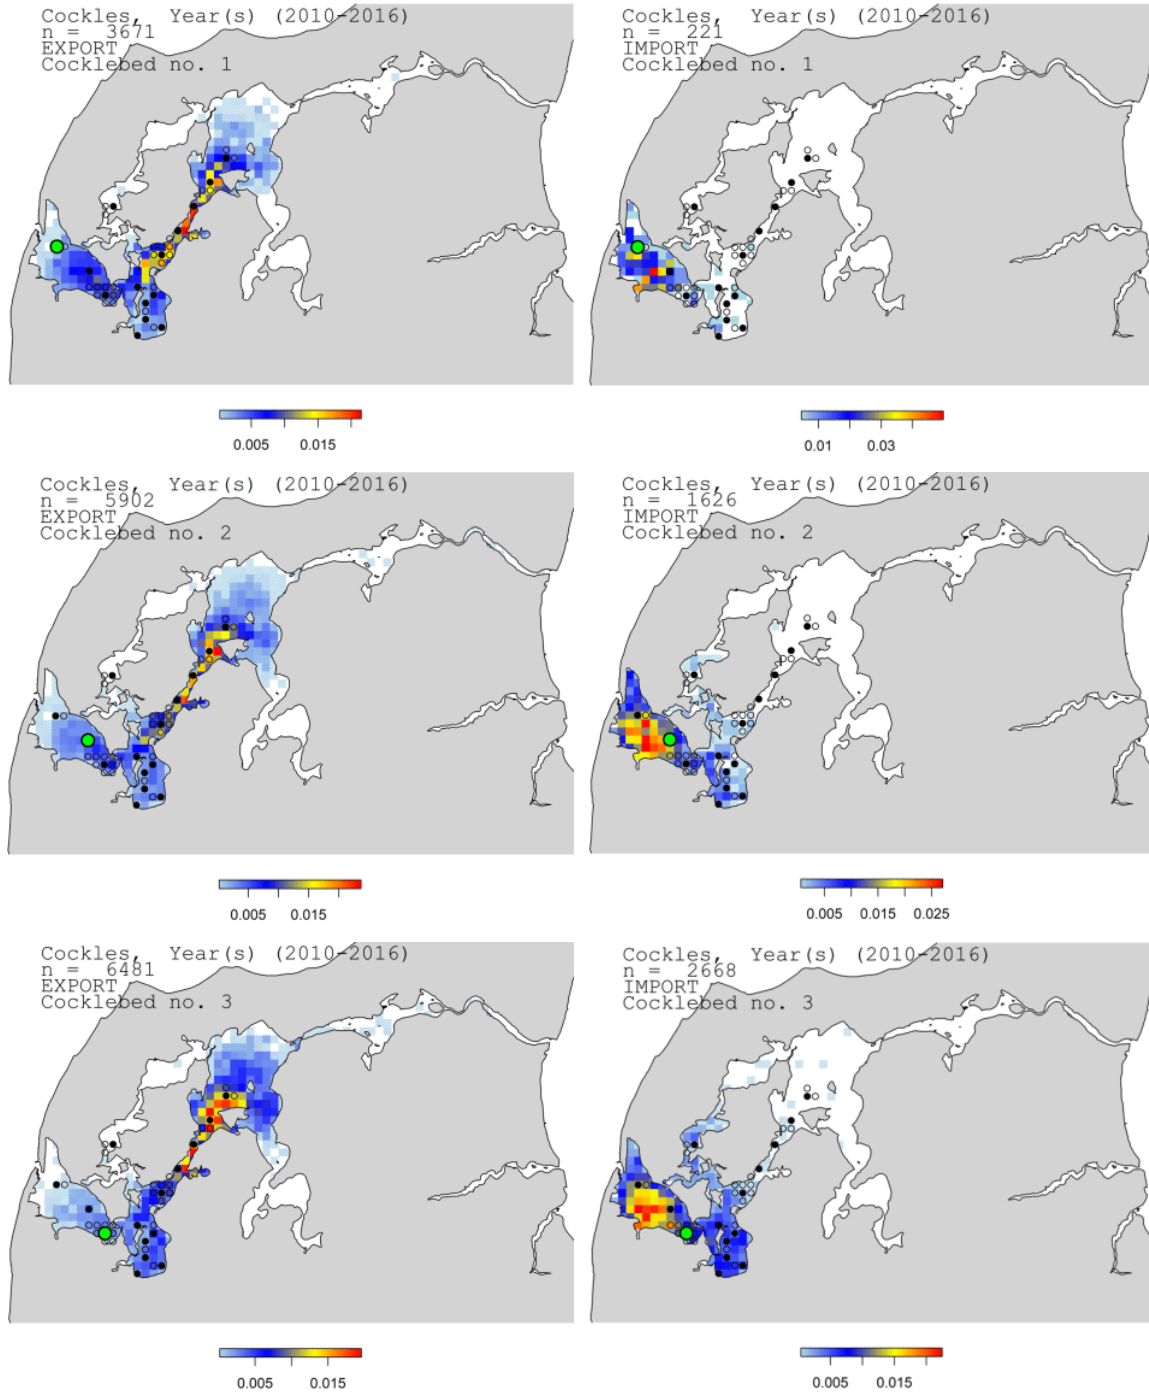 Cockles, Year(s) (2010-2016)
n = 3671
EXPORT
Cocklebed no. 1
0.005 0.015
Cockles, Year(s) (2010-2016)
n = 221
IMPORT
Cocklebed no. 1
0.01 0.03
Cockles, Year(s) (2010-2016)
n = 5902
EXPORT
Cocklebed no. 2
0.005 0.015
Cockles, Year(s) (2010-2016)
n = 1626
IMPORT
Cocklebed no. 2
0.005 0.015 0.025
Cockles, Year(s) (2010-2016)
n = 6481
EXPORT
Cocklebed no. 3
0.005 0.015
Cockles, Year(s) (2010-2016)
n = 2668
IMPORT
Cocklebed no. 3
0.005 0.015